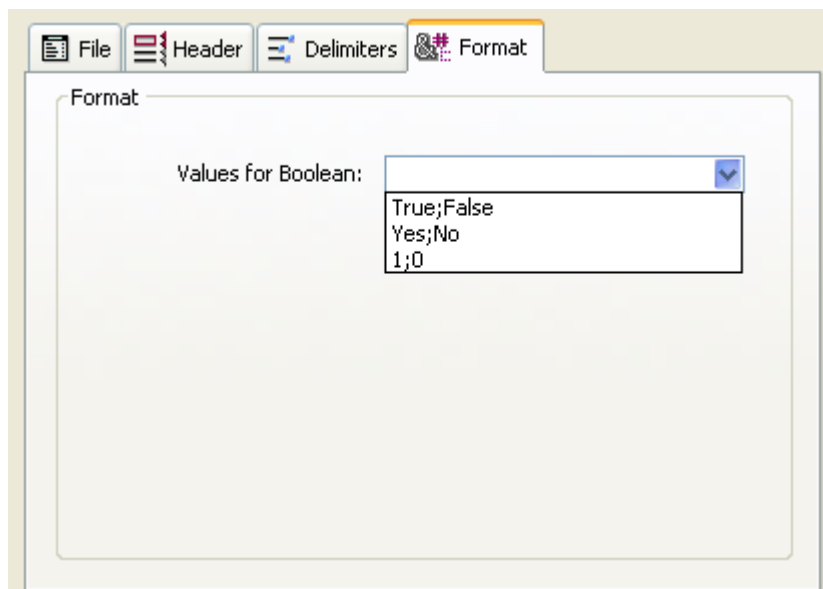 File Header Delimiters Format
Format
Values for Boolean:
True;False
Yes;No
1;0